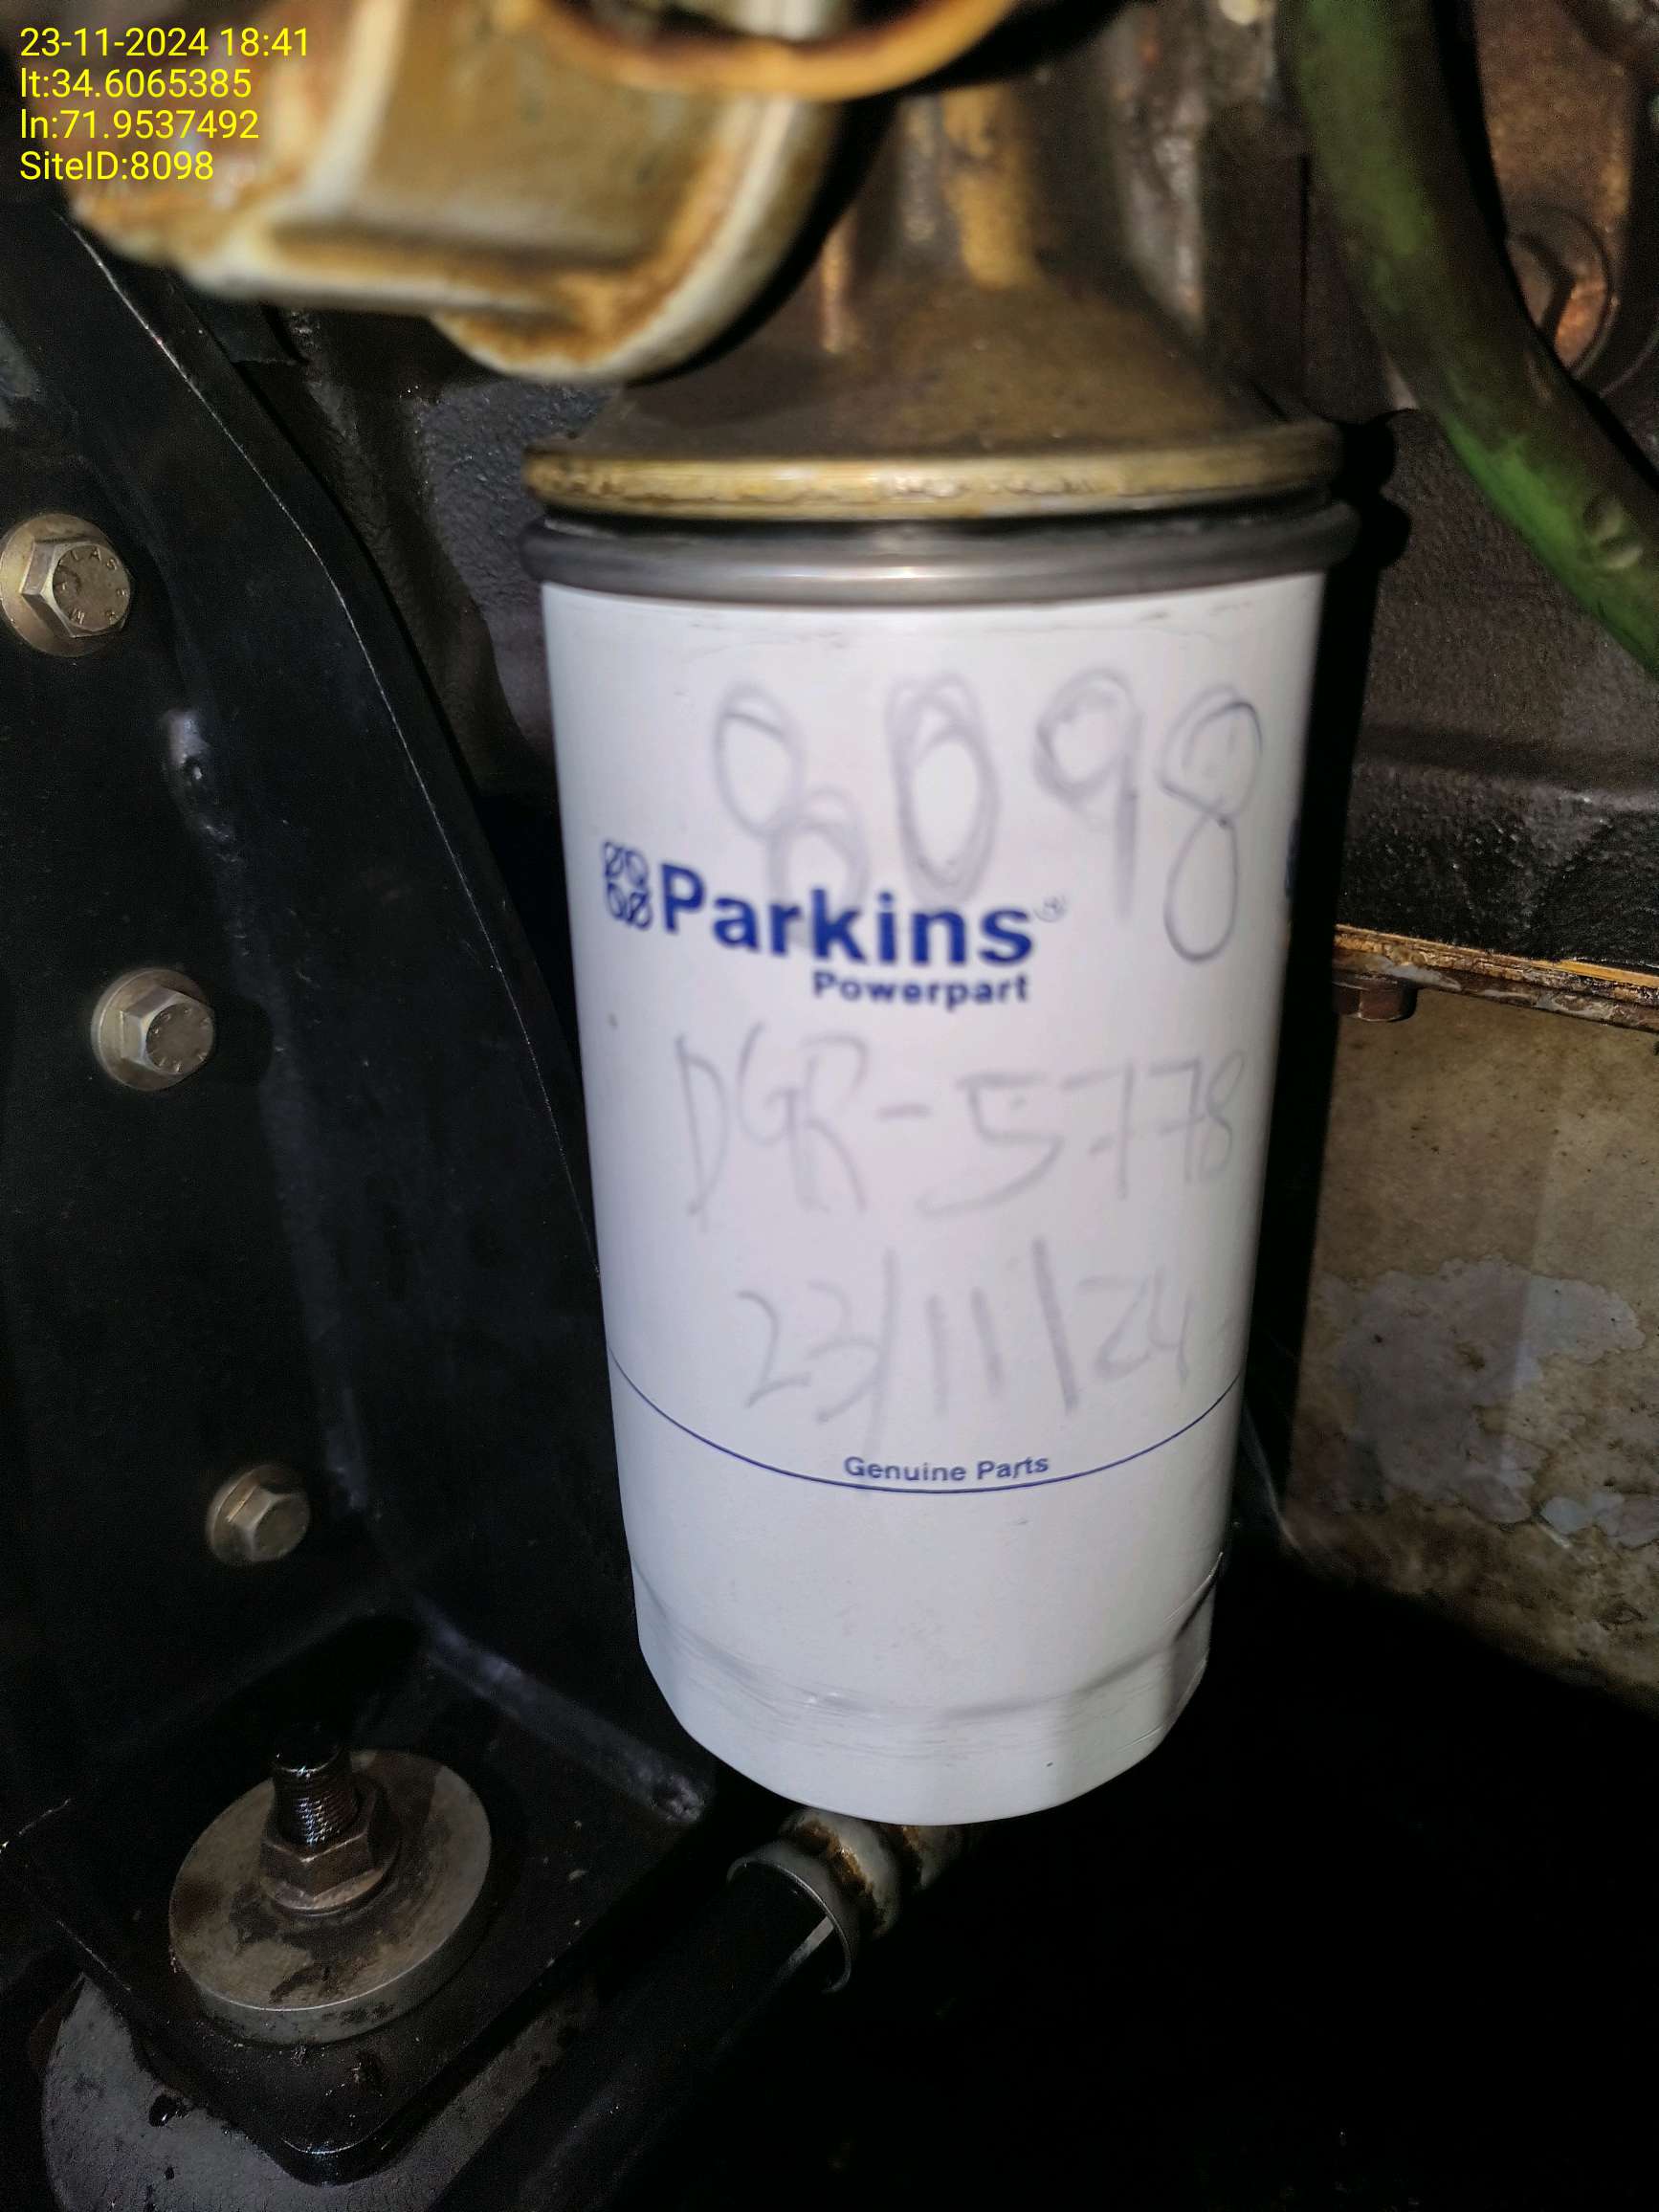 23-11-2024 18:41
lt:34.6065385
ln:71.9537492
SiteID:8098
8098
Parkins®
Powerpart
DGR-5778
23/11/24
Genuine Parts